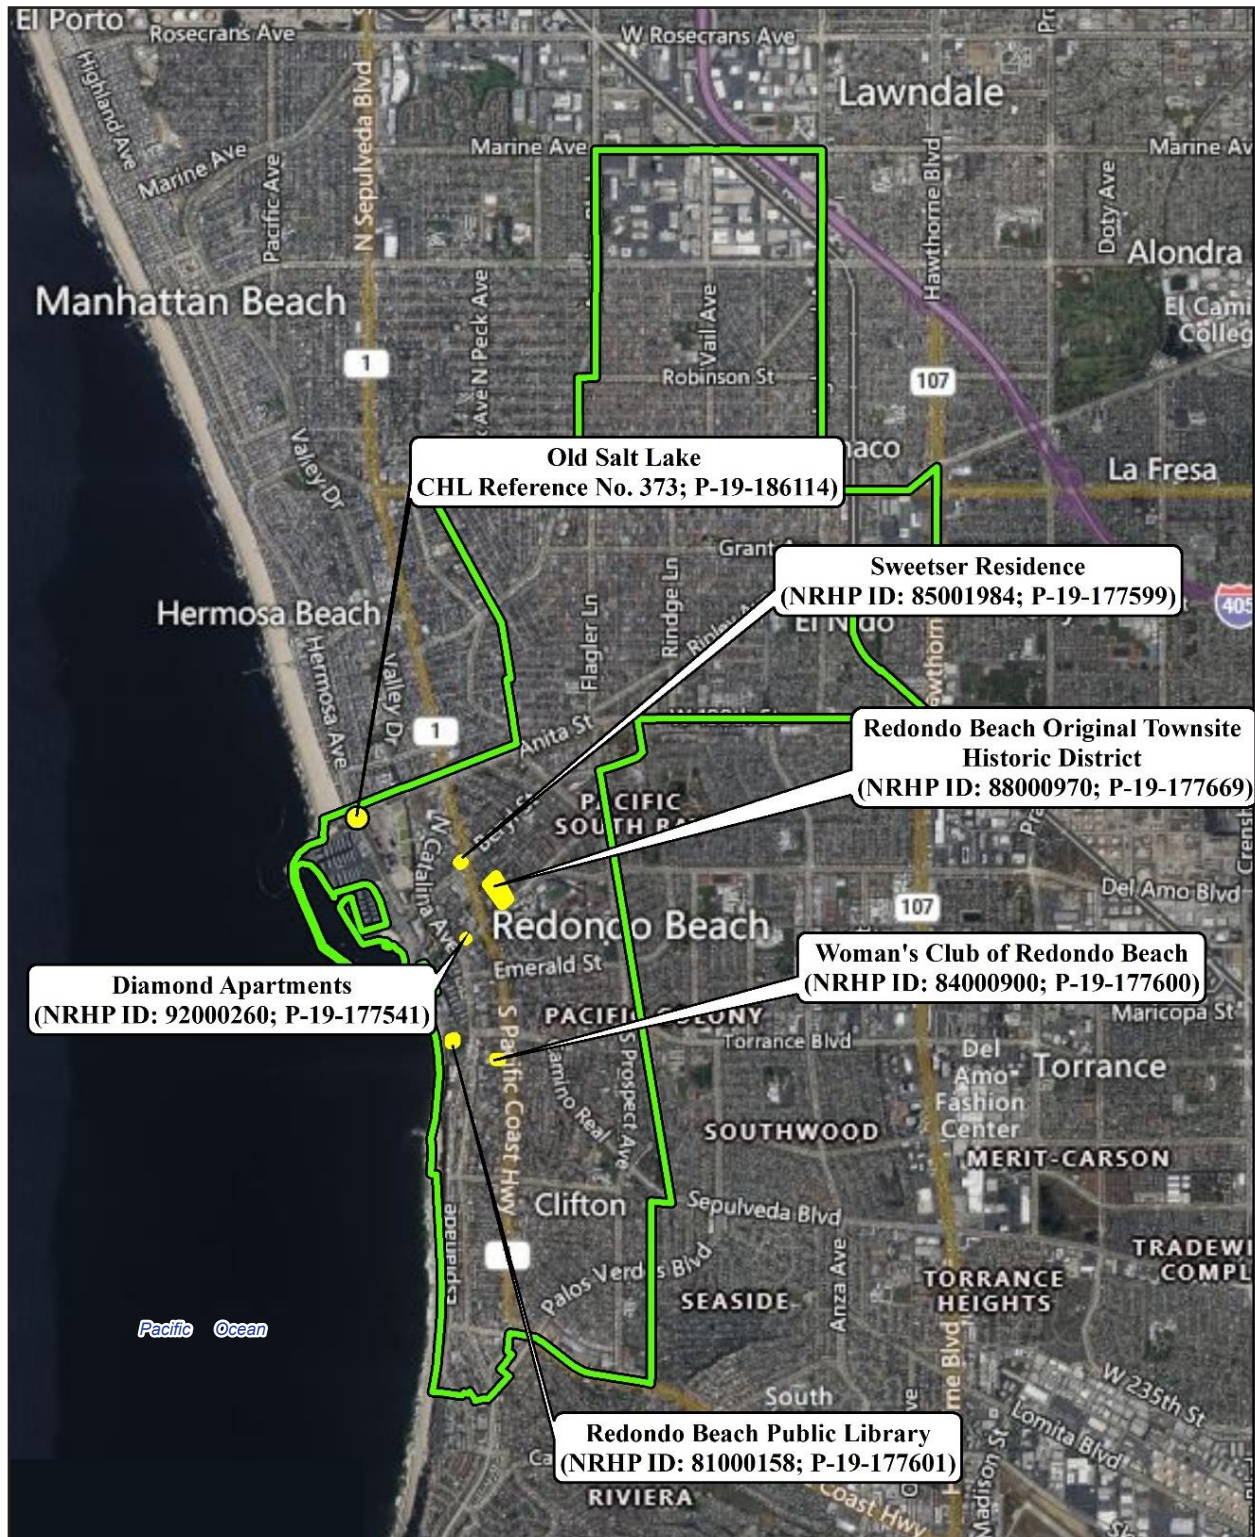 El Porto
Rosecrans Ave
W Rosecrans Ave
Highland Ave
N Sepulveda Blvd
Lawndale
Marine Ave
Marine Ave
Marine Av
Pacific Ave
Hawthorne Blvd
Doty Ave
Alondra
Manhattan Beach
N Peck Ave
Vail Ave
El Cami
Colleg
1
Robinson St
107
Valley Dr
Old Salt Lake
CHL Reference No. 373; P-19-186114)
La Fresa
Grant
Sweetser Residence
(NRHP ID: 85001984; P-19-177599)
405
Hermosa Beach
Flagler Ln
Rindge Ln
Ripley
El Nido
Hermosa Ave
Valley Dr
1
Anita St
Redondo Beach Original Townsite
Historic District
(NRHP ID: 88000970; P-19-177669)
PACIFIC
SOUTH
Beryl St
N Catalina Ave
Del Amo Blvd
107
Redondo Beach
Emerald St
Woman's Club of Redondo Beach
(NRHP ID: 84000900; P-19-177600)
Diamond Apartments
(NRHP ID: 92000260; P-19-177541)
Maricopa St
PACIFIC COLONY
Torrance Blvd
S Pacific Coast Hwy
Camino Real
S Prospect Ave
Del
Amo
Fashion
Center
Torrance
SOUTHWOOD
MERIT-CARSON
Clifton
Sepulveda Blvd
Esplanade
Palos Verdes Blvd
Anza Ave
TRADEWI
COMPL
SEASIDE
TORRANCE
HEIGHTS
Pacific Ocean
South
W 235th St
Lomita Blvd
Madison St
Redondo Beach Public Library
(NRHP ID: 81000158; P-19-177601)
RIVIERA
Coast Hwy